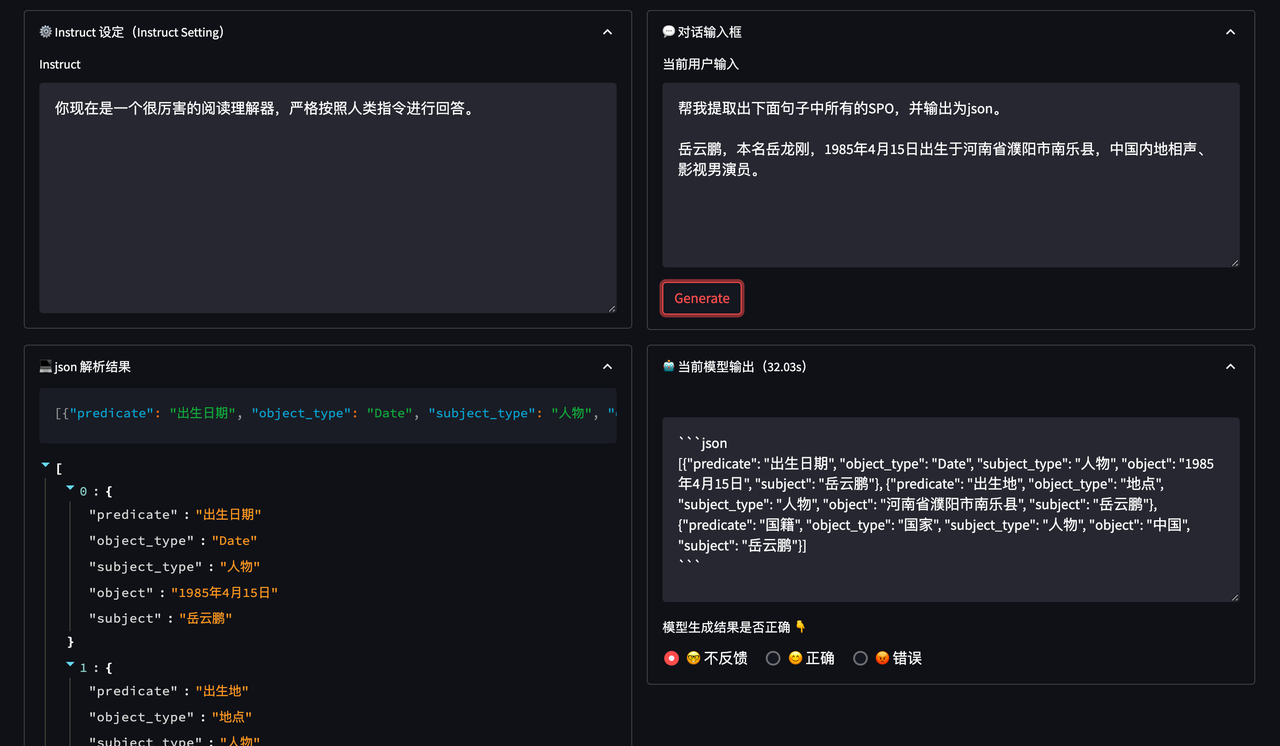 ⚙️ Instruct 设定（Instruct Setting）
Instruct
你现在是一个很厉害的阅读理解器，严格按照人类指令进行回答。
💬 对话输入框
当前用户输入
帮我提取出下面句子中所有的SPO，并输出为json。
岳云鹏，本名岳龙刚，1985年4月15日出生于河南省濮阳市南乐县，中国内地相声、
影视男演员。
Generate
💻 json 解析结果
[{"predicate": "出生日期", "object_type": "Date", "subject_type": "人物", "
[
0 : {
"predicate" : "出生日期"
"object_type" : "Date"
"subject_type" : "人物"
"object" : "1985年4月15日"
"subject" : "岳云鹏"
}
1 : {
"predicate" : "出生地"
"object_type" : "地点"
"subject_type" : "人物"
🤖 当前模型输出（32.03s）
```json
[{"predicate": "出生日期", "object_type": "Date", "subject_type": "人物", "object": "1985
年4月15日", "subject": "岳云鹏"}, {"predicate": "出生地", "object_type": "地点",
"subject_type": "人物", "object": "河南省濮阳市南乐县", "subject": "岳云鹏"},
{"predicate": "国籍", "object_type": "国家", "subject_type": "人物", "object": "中国",
"subject": "岳云鹏"}]
```
模型生成结果是否正确 👇
🤓 不反馈 😊 正确 😡 错误